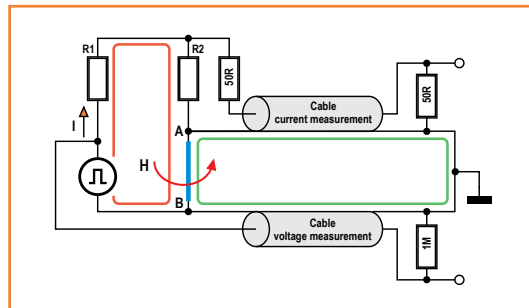 R1
R2
50R
Cable
current measurement
50R
I
A
H
B
Cable
voltage measurement
1M